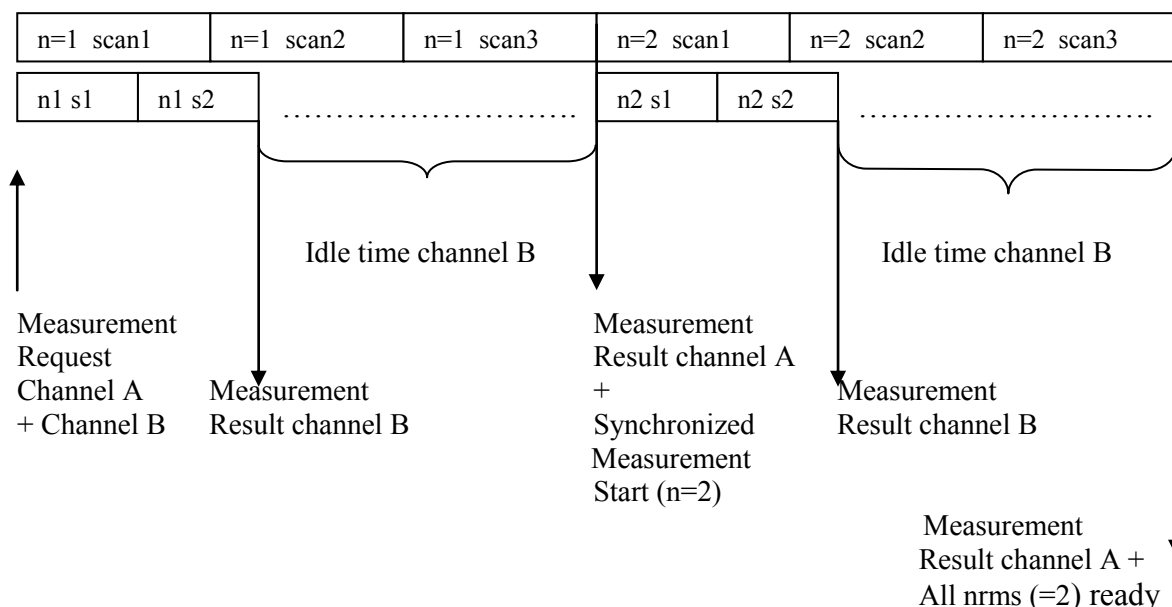 n=1 scan1 n=1 scan2 n=1 scan3 n=2 scan1 n=2 scan2 n=2 scan3
n1 s1 n1 s2 ................................. n2 s1 n2 s2 .................................
Idle time channel B
Idle time channel B
Measurement
Request
Channel A
+ Channel B
Measurement
Result channel B
Measurement
Result channel A
+
Synchronized
Measurement
Start (n=2)
Measurement
Result channel B
Measurement
Result channel A +
All nrms (=2) ready